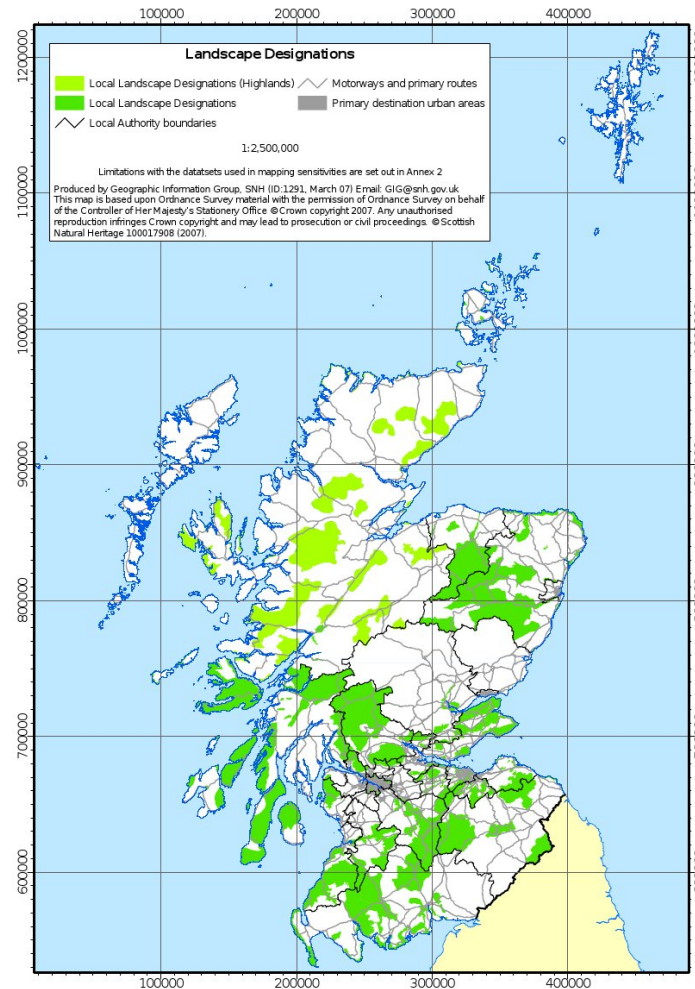 100000 200000 300000 400000
Landscape Designations
Local Landscape Designations (Highlands)
Motorways and primary routes
Local Landscape Designations
Primary destination urban areas
Local Authority boundaries
1:2,500,000
Limitations with the datatsets used in mapping sensitivities are set out in Annex 2
Produced by Geographic Information Group, SNH (ID:1291, March 07) Email: GIG@snh.gov.uk
This map is based upon Ordnance Survey material with the permission of Ordnance Survey on behalf
of the Controller of Her Majesty's Stationery Office ©Crown copyright 2007. Any unauthorised
reproduction infringes Crown copyright and may lead to prosecution or civil proceedings. ©Scottish
Natural Heritage 100017908 (2007).
1200000
1100000
1000000
900000
800000
700000
600000
100000 200000 300000 400000